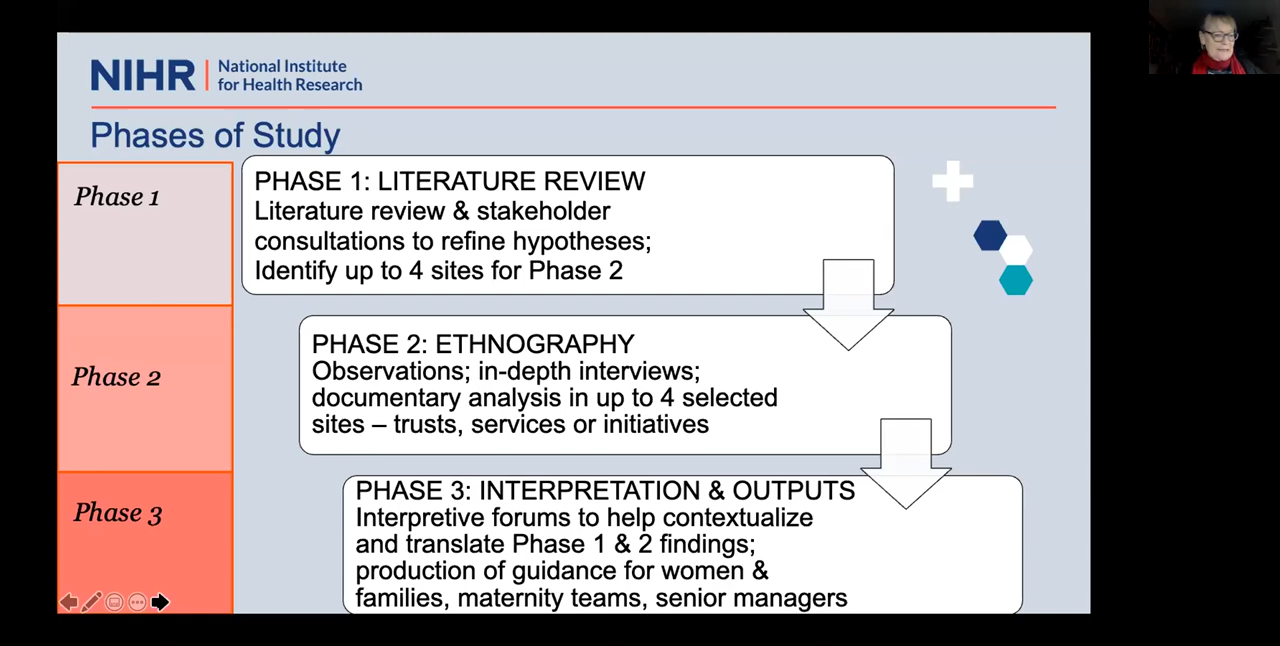 NIHR | National Institute
for Health Research
Phases of Study
Phase 1
PHASE 1: LITERATURE REVIEW
Literature review & stakeholder
consultations to refine hypotheses;
Identify up to 4 sites for Phase 2
Phase 2
PHASE 2: ETHNOGRAPHY
Observations; in-depth interviews;
documentary analysis in up to 4 selected
sites – trusts, services or initiatives
Phase 3
PHASE 3: INTERPRETATION & OUTPUTS
Interpretive forums to help contextualize
and translate Phase 1 & 2 findings;
production of guidance for women &
families, maternity teams, senior managers